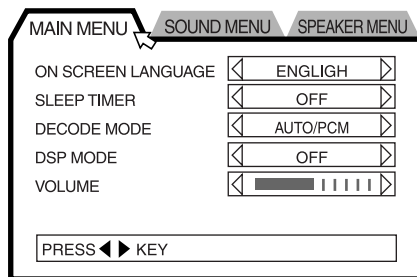 MAIN MENU SOUND MENU SPEAKER MENU
ON SCREEN LANGUAGE ENGLIGH
SLEEP TIMER OFF
DECODE MODE AUTO/PCM
DSP MODE OFF
VOLUME
PRESS ◀ ▶ KEY